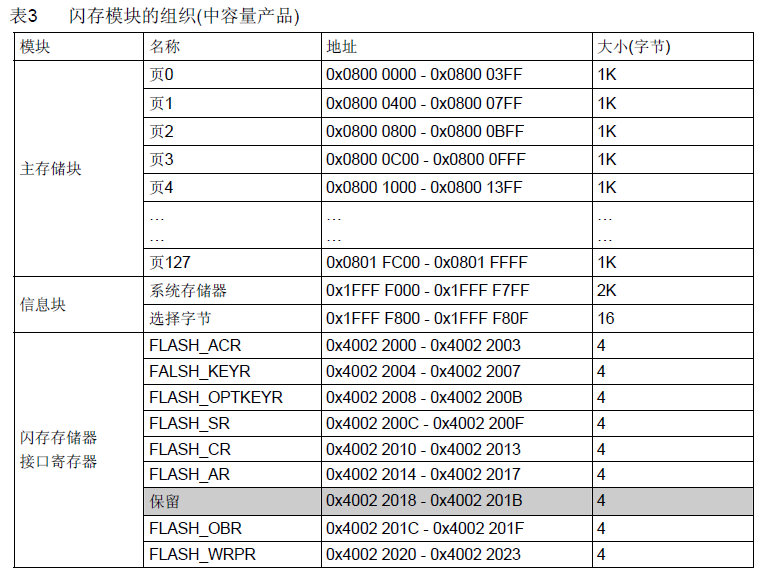 表3 闪存模块的组织(中容量产品)
模块 名称 地址 大小(字节)
主存储块
页0 0x0800 0000 - 0x0800 03FF 1K
页1 0x0800 0400 - 0x0800 07FF 1K
页2 0x0800 0800 - 0x0800 0BFF 1K
页3 0x0800 0C00 - 0x0800 0FFF 1K
页4 0x0800 1000 - 0x0800 13FF 1K
… … …
… … …
页127 0x0801 FC00 - 0x0801 FFFF 1K
信息块
系统存储器 0x1FFF F000 - 0x1FFF F7FF 2K
选择字节 0x1FFF F800 - 0x1FFF F80F 16
闪存存储器
接口寄存器
FLASH_ACR 0x4002 2000 - 0x4002 2003 4
FALSH_KEYR 0x4002 2004 - 0x4002 2007 4
FLASH_OPTKEYR 0x4002 2008 - 0x4002 200B 4
FLASH_SR 0x4002 200C - 0x4002 200F 4
FLASH_CR 0x4002 2010 - 0x4002 2013 4
FLASH_AR 0x4002 2014 - 0x4002 2017 4
保留 0x4002 2018 - 0x4002 201B 4
FLASH_OBR 0x4002 201C - 0x4002 201F 4
FLASH_WRPR 0x4002 2020 - 0x4002 2023 4